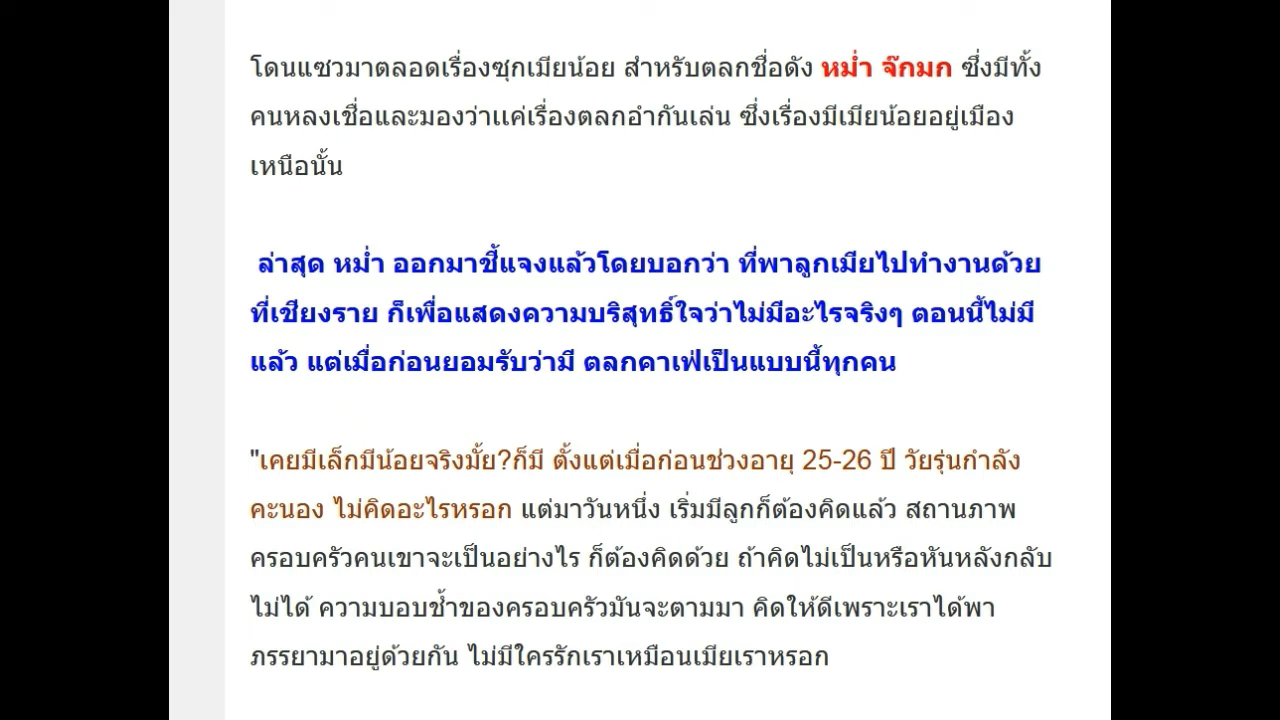 โดนแซวมาตลอดเรื่องซุกเมียน้อย สำหรับตลกชื่อดัง หม่ำ จ๊กมก ซึ่งมีทั้ง
คนหลงเชื่อและมองว่าแค่เรื่องตลกอำกันเล่น ซึ่งเรื่องมีเมียน้อยอยู่เมือง
เหนือนั้น
ล่าสุด หม่ำ ออกมาชี้แจงแล้วโดยบอกว่า ที่พาลูกเมียไปทำงานด้วย
ที่เชียงราย ก็เพื่อแสดงความบริสุทธิ์ใจว่าไม่มีอะไรจริงๆ ตอนนี้ไม่มี
แล้ว แต่เมื่อก่อนยอมรับว่ามี ตลกคาเฟ่เป็นแบบนี้ทุกคน
"เคยมีเล็กมีน้อยจริงมั้ย?ก็มี ตั้งแต่เมื่อก่อนช่วงอายุ 25-26 ปี วัยรุ่นกำลัง
คะนอง ไม่คิดอะไรหรอก แต่มาวันหนึ่ง เริ่มมีลูกก็ต้องคิดแล้ว สถานภาพ
ครอบครัวคนเขาจะเป็นอย่างไร ก็ต้องคิดด้วย ถ้าคิดไม่เป็นหรือหันหลังกลับ
ไม่ได้ ความบอบช้ำของครอบครัวมันจะตามมา คิดให้ดีเพราะเราได้พา
ภรรยามาอยู่ด้วยกัน ไม่มีใครรักเราเหมือนเมียเราหรอก